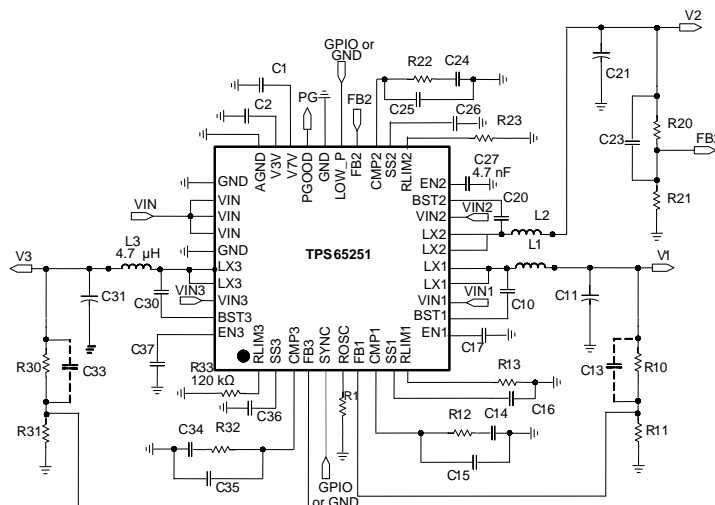 GPIO or
GND
V2
C1
R22
C24
C21
PG
FB2
C25
C26
C2
R23
R20
C23
FB2
AGND
V3V
V7V
PGOOD
GND
LOW_P
FB2
CMP2
SS2
RLIM2
C27
4.7 nF
GND
EN2
R21
VIN
VIN
BST2
C20
VIN
VIN2
VIN2
VIN
LX2
L2
GND
TPS65251
LX2
L1
L3
4.7 µH
V3
LX3
LX1
V1
LX3
LX1
C31
C30
VIN3
VIN3
VIN1
VIN1
C10
C11
BST3
BST1
EN3
EN1
C17
C37
RLIM3
SS3
CMP3
FB3
SYNC
ROSC
FB1
CMP1
SS1
RLIM1
R30
C33
R33
120 kΩ
R13
C13
R10
C36
R1
C16
R31
C34
R32
R12
C14
R11
C35
C15
GPIO
or GND